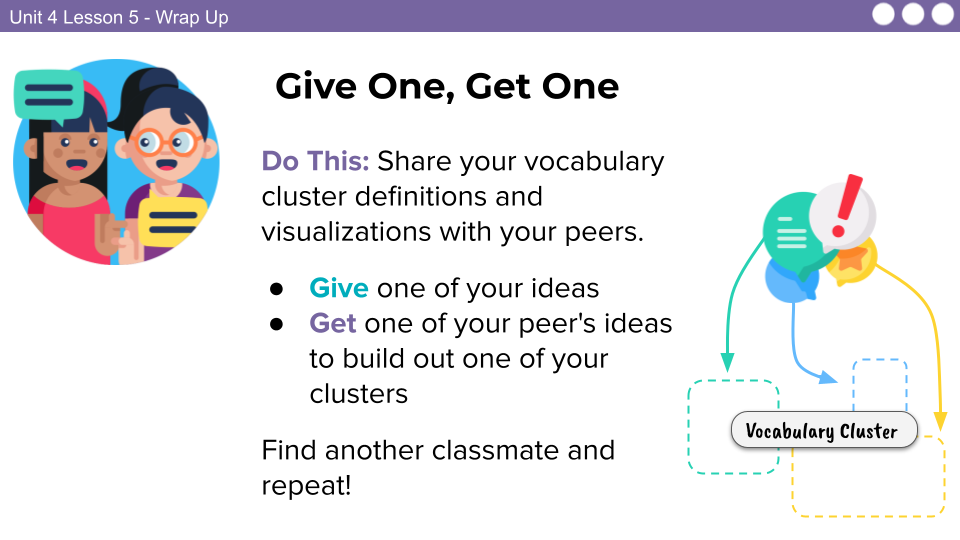 Unit 4 Lesson 5 - Wrap Up
Give One, Get One
Do This: Share your vocabulary
cluster definitions and
visualizations with your peers.
● Give one of your ideas
● Get one of your peer's ideas
to build out one of your
clusters
Find another classmate and
repeat!
Vocabulary Cluster